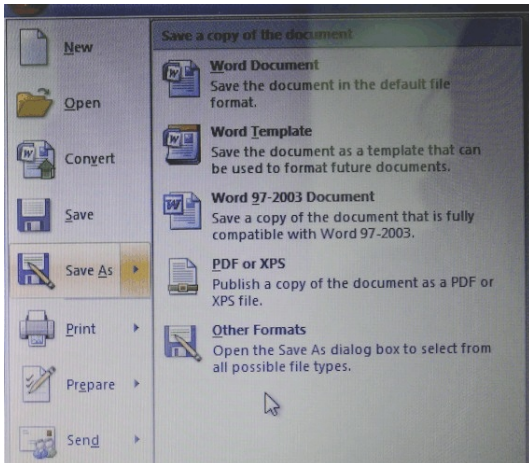 New
Open
Convert
Save
Save As
Print
Prepare
Send
Save a copy of the document
Word Document
Save the document in the default file
format.
Word Template
Save the document as a template that can
be used to format future documents.
Word 97-2003 Document
Save a copy of the document that is fully
compatible with Word 97-2003.
PDF or XPS
Publish a copy of the document as a PDF or
XPS file.
Other Formats
Open the Save As dialog box to select from
all possible file types.